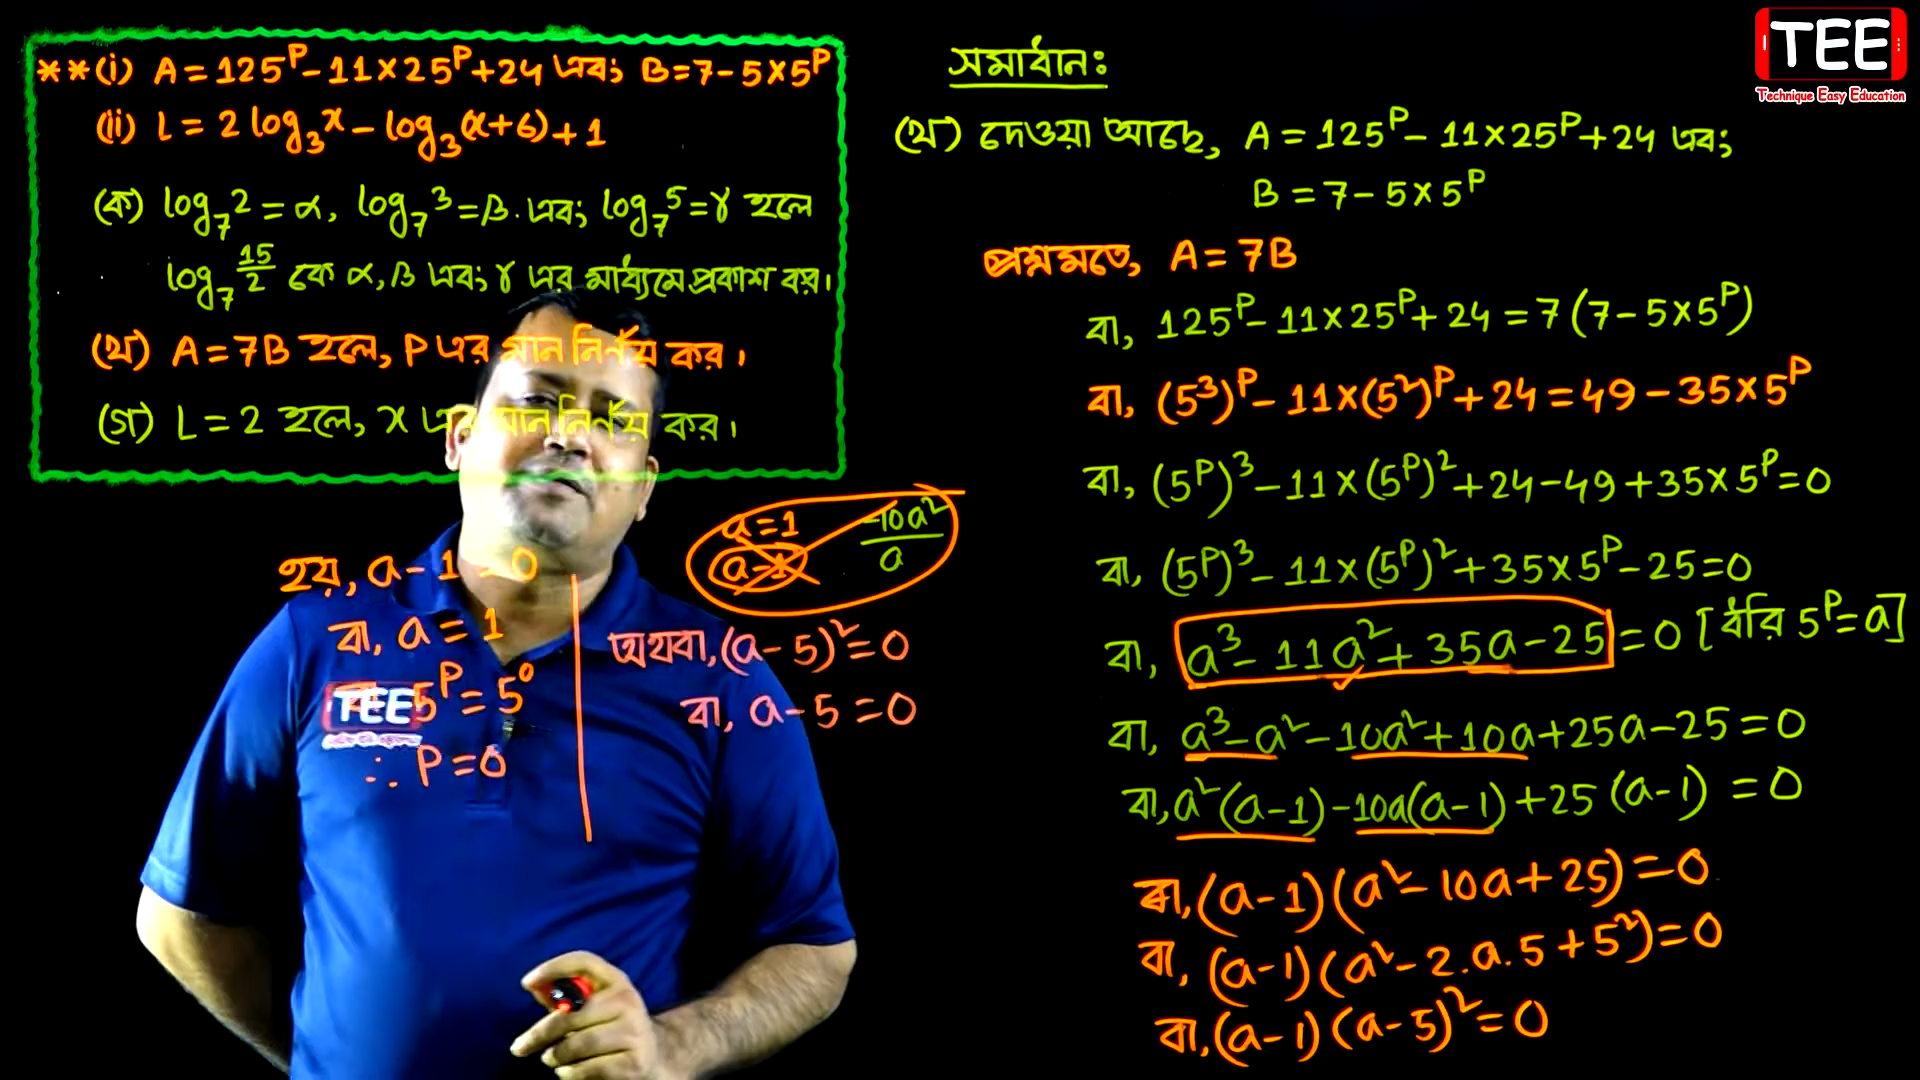 **(i) A=125^P-11×25^P+24 এবং B=7-5×5^P
(ii) L=2log₃x-log₃(x+6)+1
(ক) log₇2=α, log₇3=β এবং log₇5=γ হলে
log₇ 15/2 কে α, β এবং γ এর মাধ্যমে প্রকাশ কর।
(খ) A=7B হলে, P এর মান নির্ণয় কর।
(গ) L=2 হলে, x এর মান নির্ণয় কর।
হয়, a-1=0
বা, a=1
5^P=5^0
∴ P=0
a=1
a-1
-10a²/a
অথবা, (a-5)²=0
বা, a-5=0
TEE
TEE
Technique Easy Education
সমাধানঃ
(খ) দেওয়া আছে, A=125^P-11×25^P+24 এবং
B=7-5×5^P
প্রশ্নমতে, A=7B
বা, 125^P-11×25^P+24=7(7-5×5^P)
বা, (5³)^P-11×(5²)^P+24=49-35×5^P
বা, (5^P)³-11×(5^P)²+24-49+35×5^P=0
বা, (5^P)³-11×(5^P)²+35×5^P-25=0
বা, a³-11a²+35a-25=0 [ধরি 5^P=a]
বা, a³-a²-10a²+10a+25a-25=0
বা, a²(a-1)-10a(a-1)+25(a-1)=0
বা, (a-1)(a²-10a+25)=0
বা, (a-1)(a²-2.a.5+5²)=0
বা, (a-1)(a-5)²=0